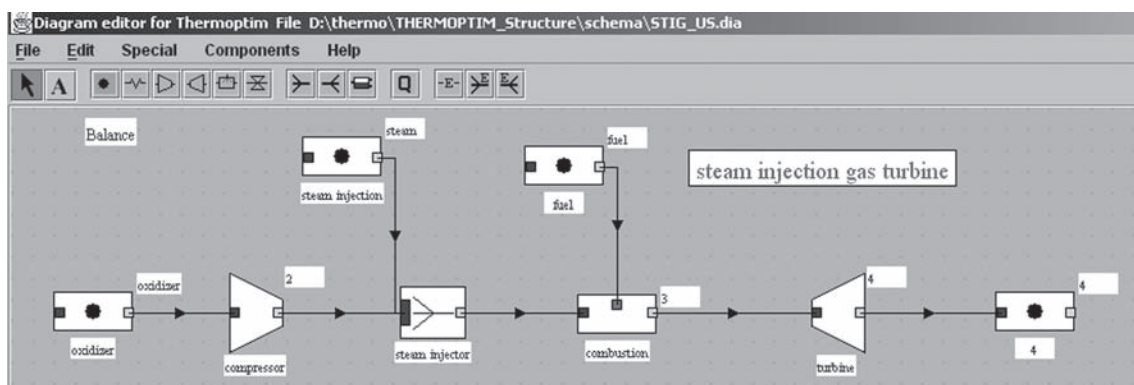 Diagram editor for Thermoptim File D:\thermo\THERMOPTIM_Structure\schema\STIG_US.dia
File Edit Special Components Help
A Q -E- E E
Balance
steam
fuel
steam injection gas turbine
steam injection
fuel
oxidizer
2
3
4
4
oxidizer
compressor
steam injector
combustion
turbine
4